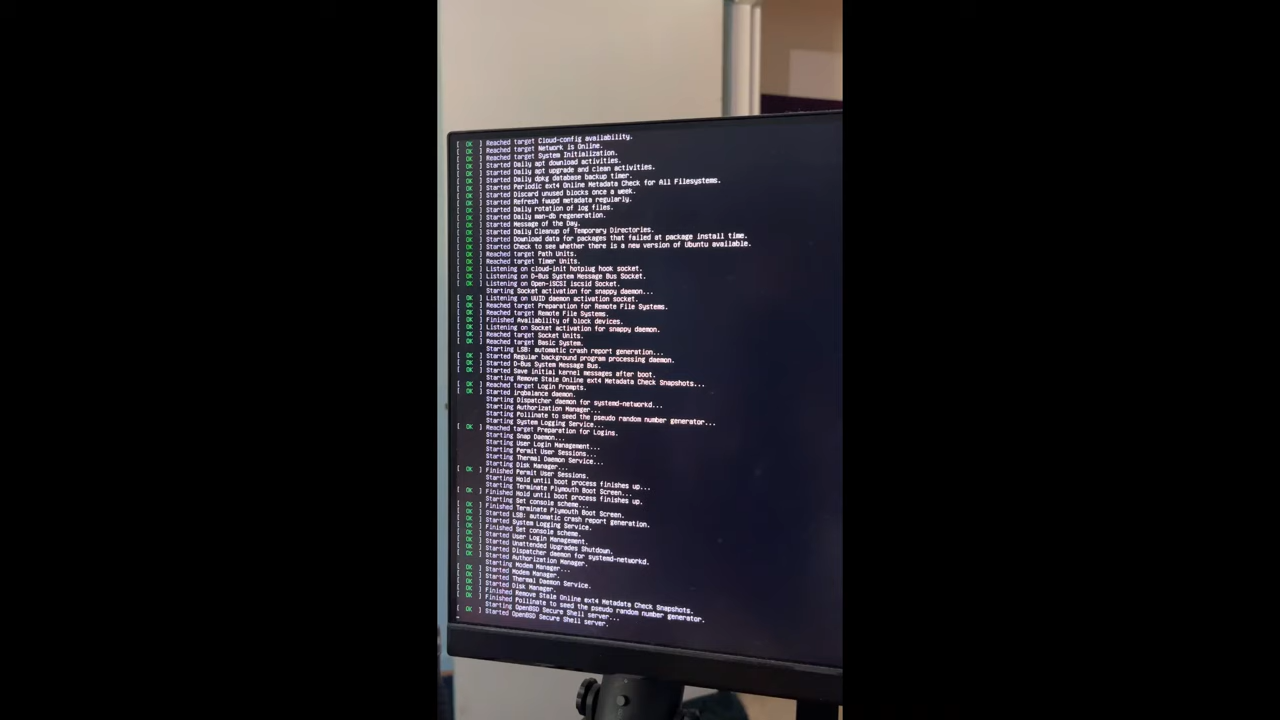 [ OK ] Reached target Cloud-config availability.
[ OK ] Reached target Network is Online.
[ OK ] Reached target System Initialization.
[ OK ] Started Daily apt download activities.
[ OK ] Started Daily apt upgrade and clean activities.
[ OK ] Started Daily dpkg database backup timer.
[ OK ] Started Periodic ext4 Online Metadata Check for All Filesystems.
[ OK ] Started Discard unused blocks once a week.
[ OK ] Started Refresh fwupd metadata regularly.
[ OK ] Started Daily rotation of log files.
[ OK ] Started Daily man-db regeneration.
[ OK ] Started Message of the Day.
[ OK ] Started Daily Cleanup of Temporary Directories.
[ OK ] Started Download data for packages that failed at package install time.
[ OK ] Started Check to see whether there is a new version of Ubuntu available.
[ OK ] Reached target Path Units.
[ OK ] Reached target Timer Units.
[ OK ] Listening on cloud-init hotplug hook socket.
[ OK ] Listening on D-Bus System Message Bus Socket.
[ OK ] Listening on Open-iSCSI iscsid Socket.
Starting Socket activation for snappy daemon...
[ OK ] Listening on UUID daemon activation socket.
[ OK ] Reached target Preparation for Remote File Systems.
[ OK ] Reached target Remote File Systems.
[ OK ] Finished Availability of block devices.
[ OK ] Listening on Socket activation for snappy daemon.
[ OK ] Reached target Socket Units.
[ OK ] Reached target Basic System.
Starting LSB: automatic crash report generation...
[ OK ] Started Regular background program processing daemon.
[ OK ] Started D-Bus System Message Bus.
[ OK ] Started Save initial kernel messages after boot.
Starting Remove Stale Online ext4 Metadata Check Snapshots...
[ OK ] Reached target Login Prompts.
[ OK ] Started irqbalance daemon.
Starting Dispatcher daemon for systemd-networkd...
Starting Authorization Manager...
Starting Pollinate to seed the pseudo random number generator...
Starting System Logging Service...
[ OK ] Reached target Preparation for Logins.
Starting Snap Daemon...
Starting User Login Management...
Starting Permit User Sessions...
Starting Thermal Daemon Service...
Starting Disk Manager...
[ OK ] Finished Permit User Sessions.
Starting Hold until boot process finishes up...
Starting Terminate Plymouth Boot Screen...
[ OK ] Finished Hold until boot process finishes up.
Starting Set console scheme...
[ OK ] Finished Terminate Plymouth Boot Screen.
[ OK ] Started LSB: automatic crash report generation.
[ OK ] Started System Logging Service.
[ OK ] Finished Set console scheme.
[ OK ] Started User Login Management.
[ OK ] Started Unattended Upgrades Shutdown.
[ OK ] Started Dispatcher daemon for systemd-networkd.
[ OK ] Started Authorization Manager.
Starting Modem Manager...
[ OK ] Started Modem Manager.
[ OK ] Started Thermal Daemon Service.
[ OK ] Started Disk Manager.
[ OK ] Finished Remove Stale Online ext4 Metadata Check Snapshots.
[ OK ] Finished Pollinate to seed the pseudo random number generator.
Starting OpenBSD Secure Shell server...
[ OK ] Started OpenBSD Secure Shell server.